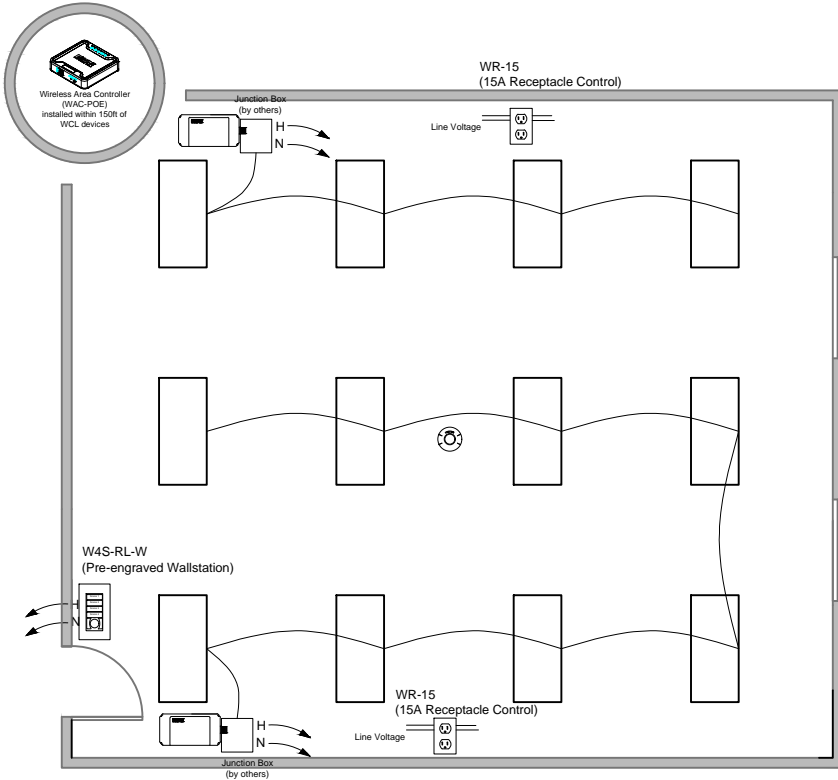 WR-15
(15A Receptacle Control)
Wireless Area Controller
(WAC-POE)
installed within 150ft of
WCL devices
Junction Box
(by others)
H
N
Line Voltage
W4S-RL-W
(Pre-engraved Wallstation)
H
N
WR-15
(15A Receptacle Control)
H
N
Line Voltage
Junction Box
(by others)